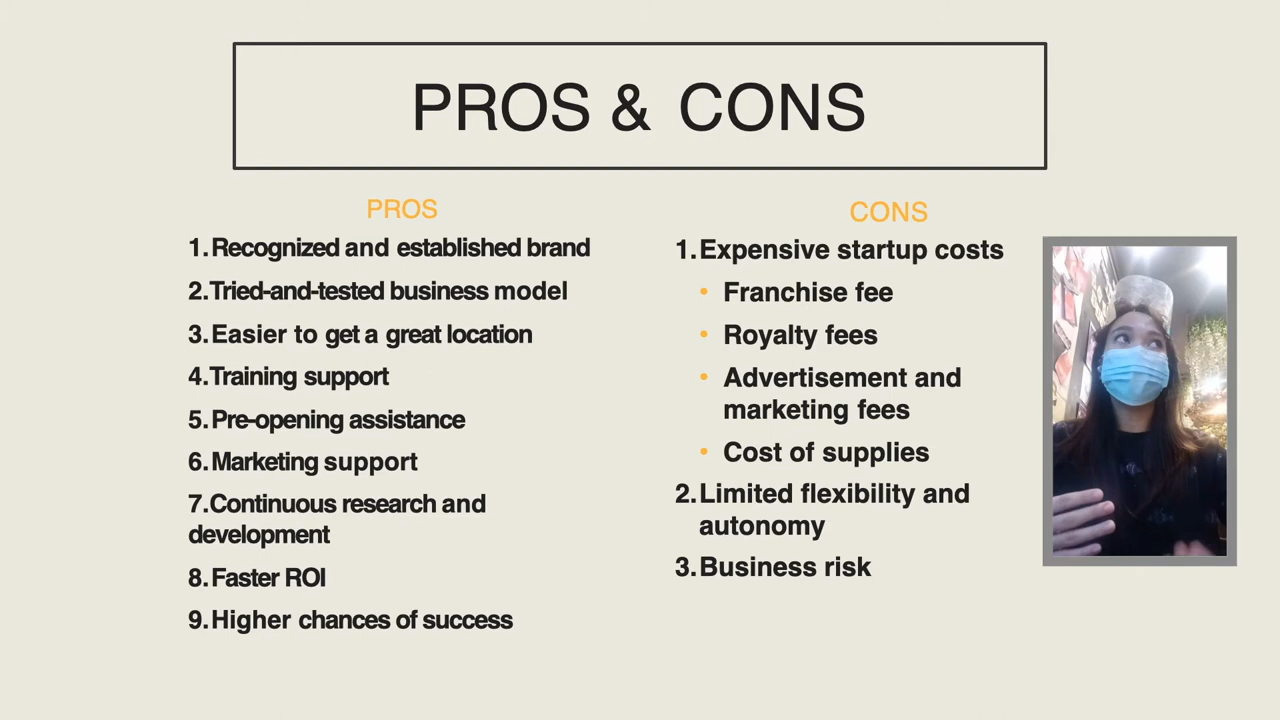 PROS & CONS
PROS
1.Recognized and established brand
2.Tried-and-tested business model
3.Easier to get a great location
4.Training support
5.Pre-opening assistance
6.Marketing support
7.Continuous research and
development
8.Faster ROI
9.Higher chances of success
CONS
1.Expensive startup costs
• Franchise fee
• Royalty fees
• Advertisement and
marketing fees
• Cost of supplies
2.Limited flexibility and
autonomy
3.Business risk